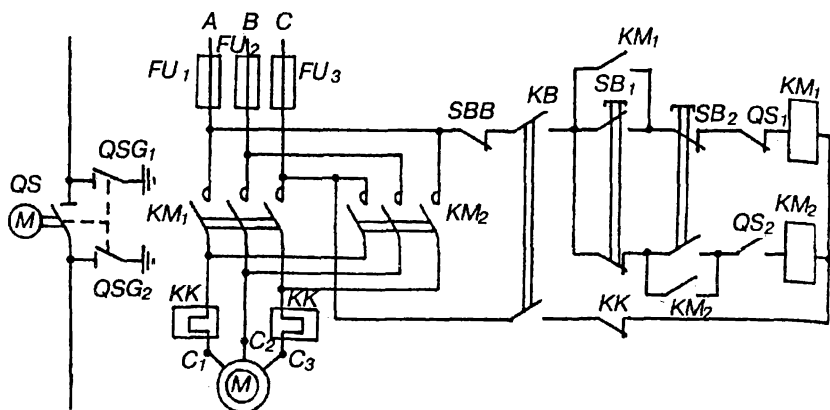 A B C
FU1 FU2 FU3
KM1
SBB KB SB1 SB2 QS1 KM1
QSG1
QS
M
KM1 KM2
QS2 KM2
QSG2
KM2
KK KK KK
C1 C2 C3
M